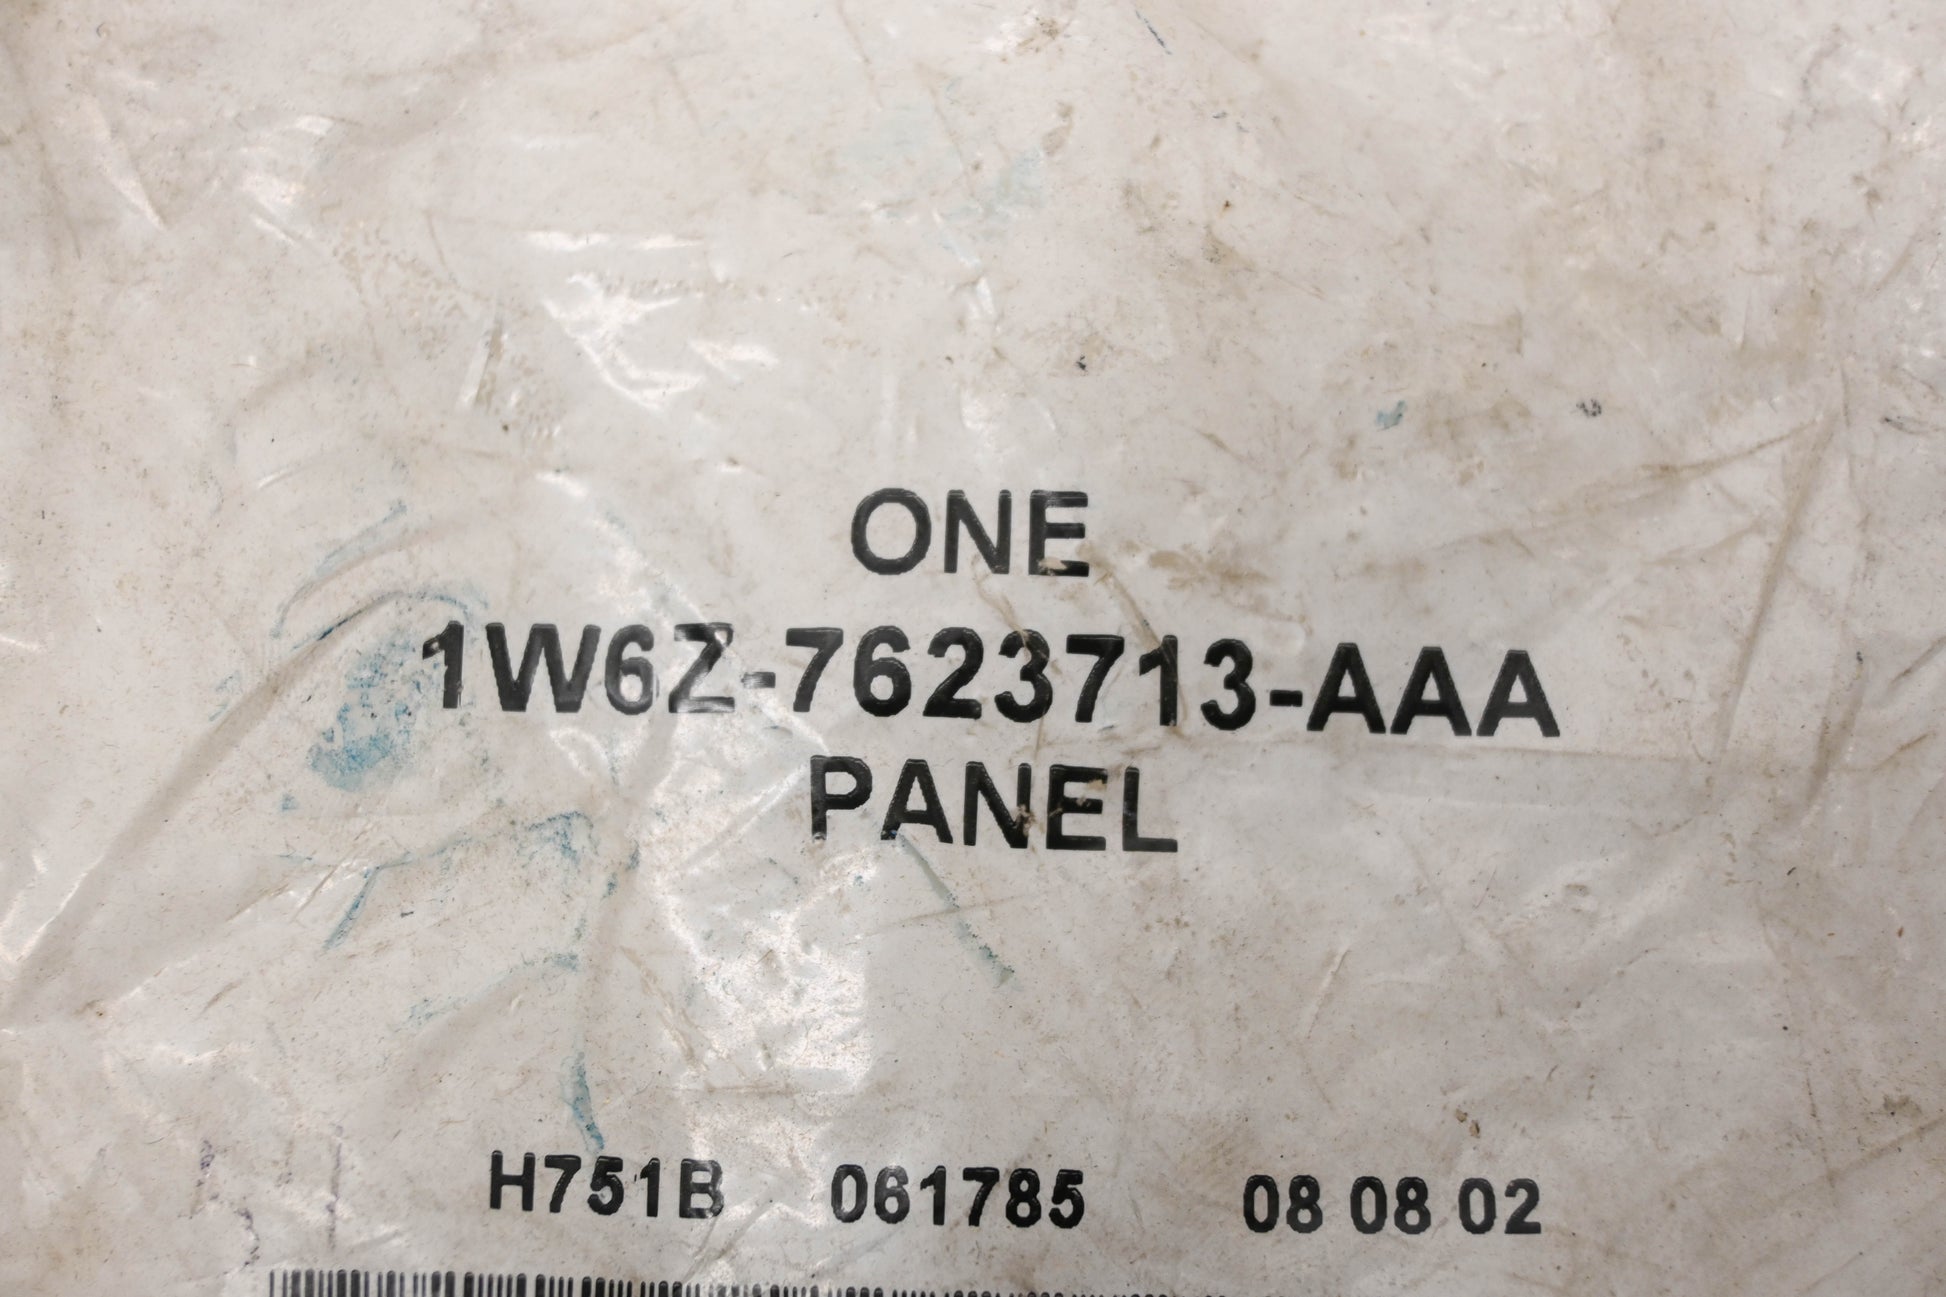 ONE
1W6Z-7623713-AAA
PANEL
H751B 061785 08 08 02